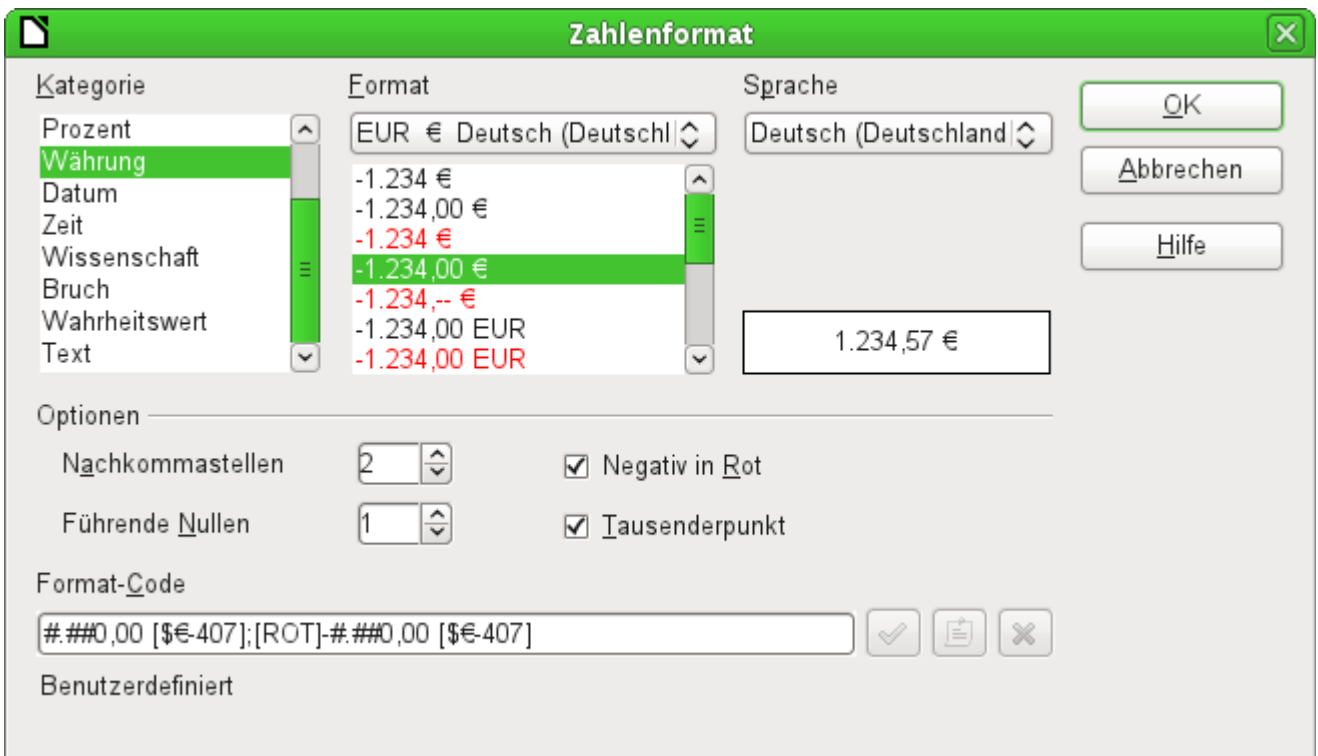 Zahlenformat
Kategorie
Format
Sprache
Prozent
Währung
Datum
Zeit
Wissenschaft
Bruch
Wahrheitswert
Text
EUR € Deutsch (Deutschl
-1.234 €
-1.234,00 €
-1.234 €
-1.234,00 €
-1.234,-- €
-1.234,00 EUR
-1.234,00 EUR
Deutsch (Deutschland
1.234,57 €
OK
Abbrechen
Hilfe
Optionen
Nachkommastellen 2
Negativ in Rot
Führende Nullen 1
Tausenderpunkt
Format-Code
#.##0,00 [$€-407];[ROT]-#.##0,00 [$€-407]
Benutzerdefiniert